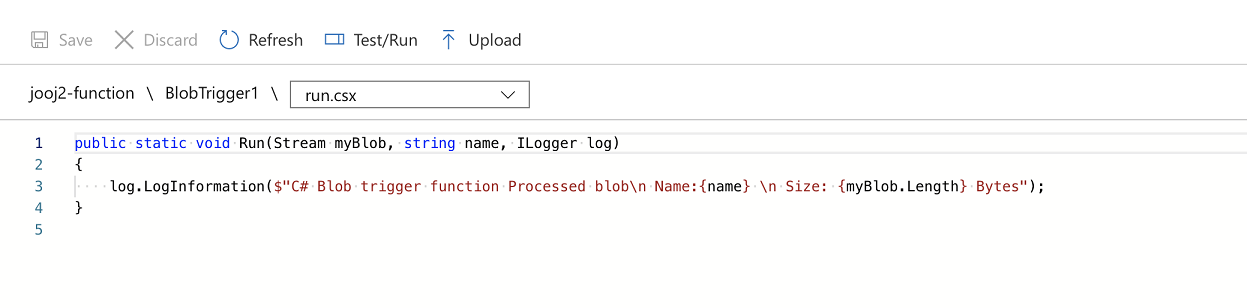 Save Discard Refresh Test/Run Upload
jooj2-function \ BlobTrigger1 \ run.csx
1 public static void Run(Stream myBlob, string name, ILogger log)
2 {
3     log.LogInformation($"C# Blob trigger function Processed blob\n Name:{name} \n Size: {myBlob.Length} Bytes");
4 }
5